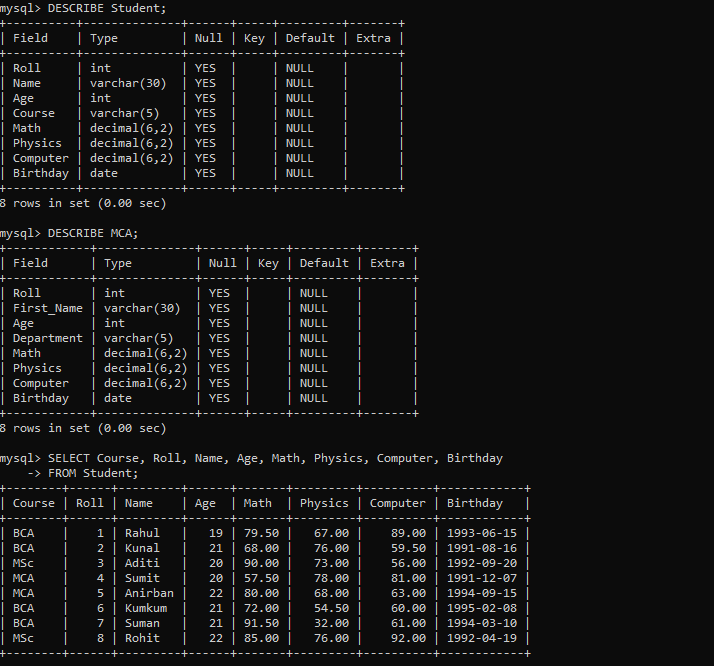 mysql> DESCRIBE Student;
+----------+--------------+------+-----+---------+-------+
| Field    | Type         | Null | Key | Default | Extra |
+----------+--------------+------+-----+---------+-------+
| Roll     | int          | YES  |     | NULL    |       |
| Name     | varchar(30)  | YES  |     | NULL    |       |
| Age      | int          | YES  |     | NULL    |       |
| Course   | varchar(5)   | YES  |     | NULL    |       |
| Math     | decimal(6,2) | YES  |     | NULL    |       |
| Physics  | decimal(6,2) | YES  |     | NULL    |       |
| Computer | decimal(6,2) | YES  |     | NULL    |       |
| Birthday | date         | YES  |     | NULL    |       |
+----------+--------------+------+-----+---------+-------+
8 rows in set (0.00 sec)

mysql> DESCRIBE MCA;
+------------+--------------+------+-----+---------+-------+
| Field      | Type         | Null | Key | Default | Extra |
+------------+--------------+------+-----+---------+-------+
| Roll       | int          | YES  |     | NULL    |       |
| First_Name | varchar(30)  | YES  |     | NULL    |       |
| Age        | int          | YES  |     | NULL    |       |
| Department | varchar(5)   | YES  |     | NULL    |       |
| Math       | decimal(6,2) | YES  |     | NULL    |       |
| Physics    | decimal(6,2) | YES  |     | NULL    |       |
| Computer   | decimal(6,2) | YES  |     | NULL    |       |
| Birthday   | date         | YES  |     | NULL    |       |
+------------+--------------+------+-----+---------+-------+
8 rows in set (0.00 sec)

mysql> SELECT Course, Roll, Name, Age, Math, Physics, Computer, Birthday
    -> FROM Student;
+--------+------+---------+------+-------+---------+----------+------------+
| Course | Roll | Name    | Age  | Math  | Physics | Computer | Birthday   |
+--------+------+---------+------+-------+---------+----------+------------+
| BCA    |    1 | Rahul   |   19 | 79.50 |   67.00 |    89.00 | 1993-06-15 |
| BCA    |    2 | Kunal   |   21 | 68.00 |   76.00 |    59.50 | 1991-08-16 |
| MSc    |    3 | Aditi   |   20 | 90.00 |   73.00 |    56.00 | 1992-09-20 |
| MCA    |    4 | Sumit   |   20 | 57.50 |   78.00 |    81.00 | 1991-12-07 |
| MCA    |    5 | Anirban |   22 | 80.00 |   68.00 |    63.00 | 1994-09-15 |
| BCA    |    6 | Kumkum  |   21 | 72.00 |   54.50 |    60.00 | 1995-02-08 |
| BCA    |    7 | Suman   |   21 | 91.50 |   32.00 |    61.00 | 1994-03-10 |
| MSc    |    8 | Rohit   |   22 | 85.00 |   76.00 |    92.00 | 1992-04-19 |
+--------+------+---------+------+-------+---------+----------+------------+